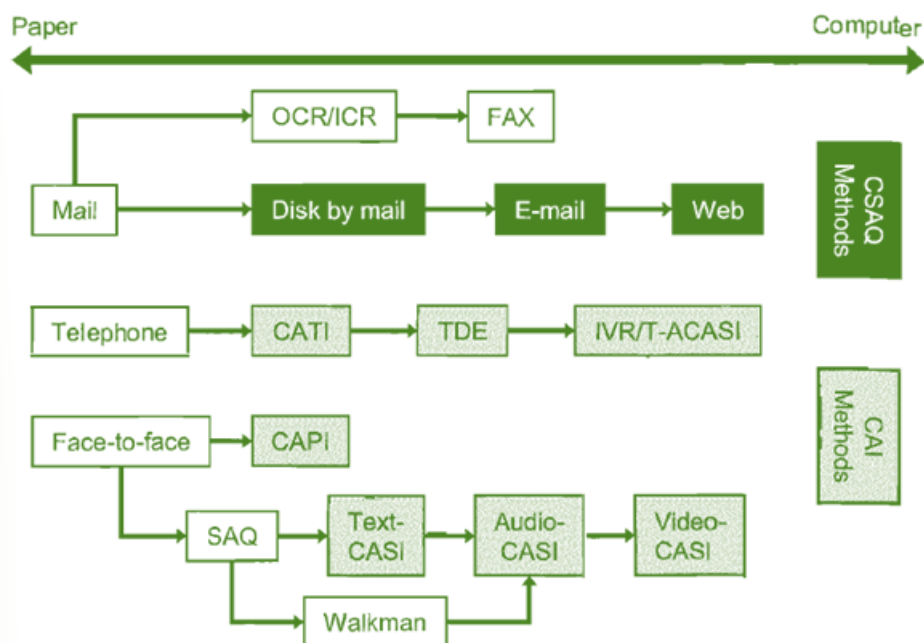 Paper
Computer
OCR/ICR
FAX
Mail
Disk by mail
E-mail
Web
CSAQ
Methods
Telephone
CATI
TDE
IVR/T-ACASI
Face-to-face
CAPI
CAI
Methods
SAQ
Text-
CASI
Audio-
CASI
Video-
CASI
Walkman